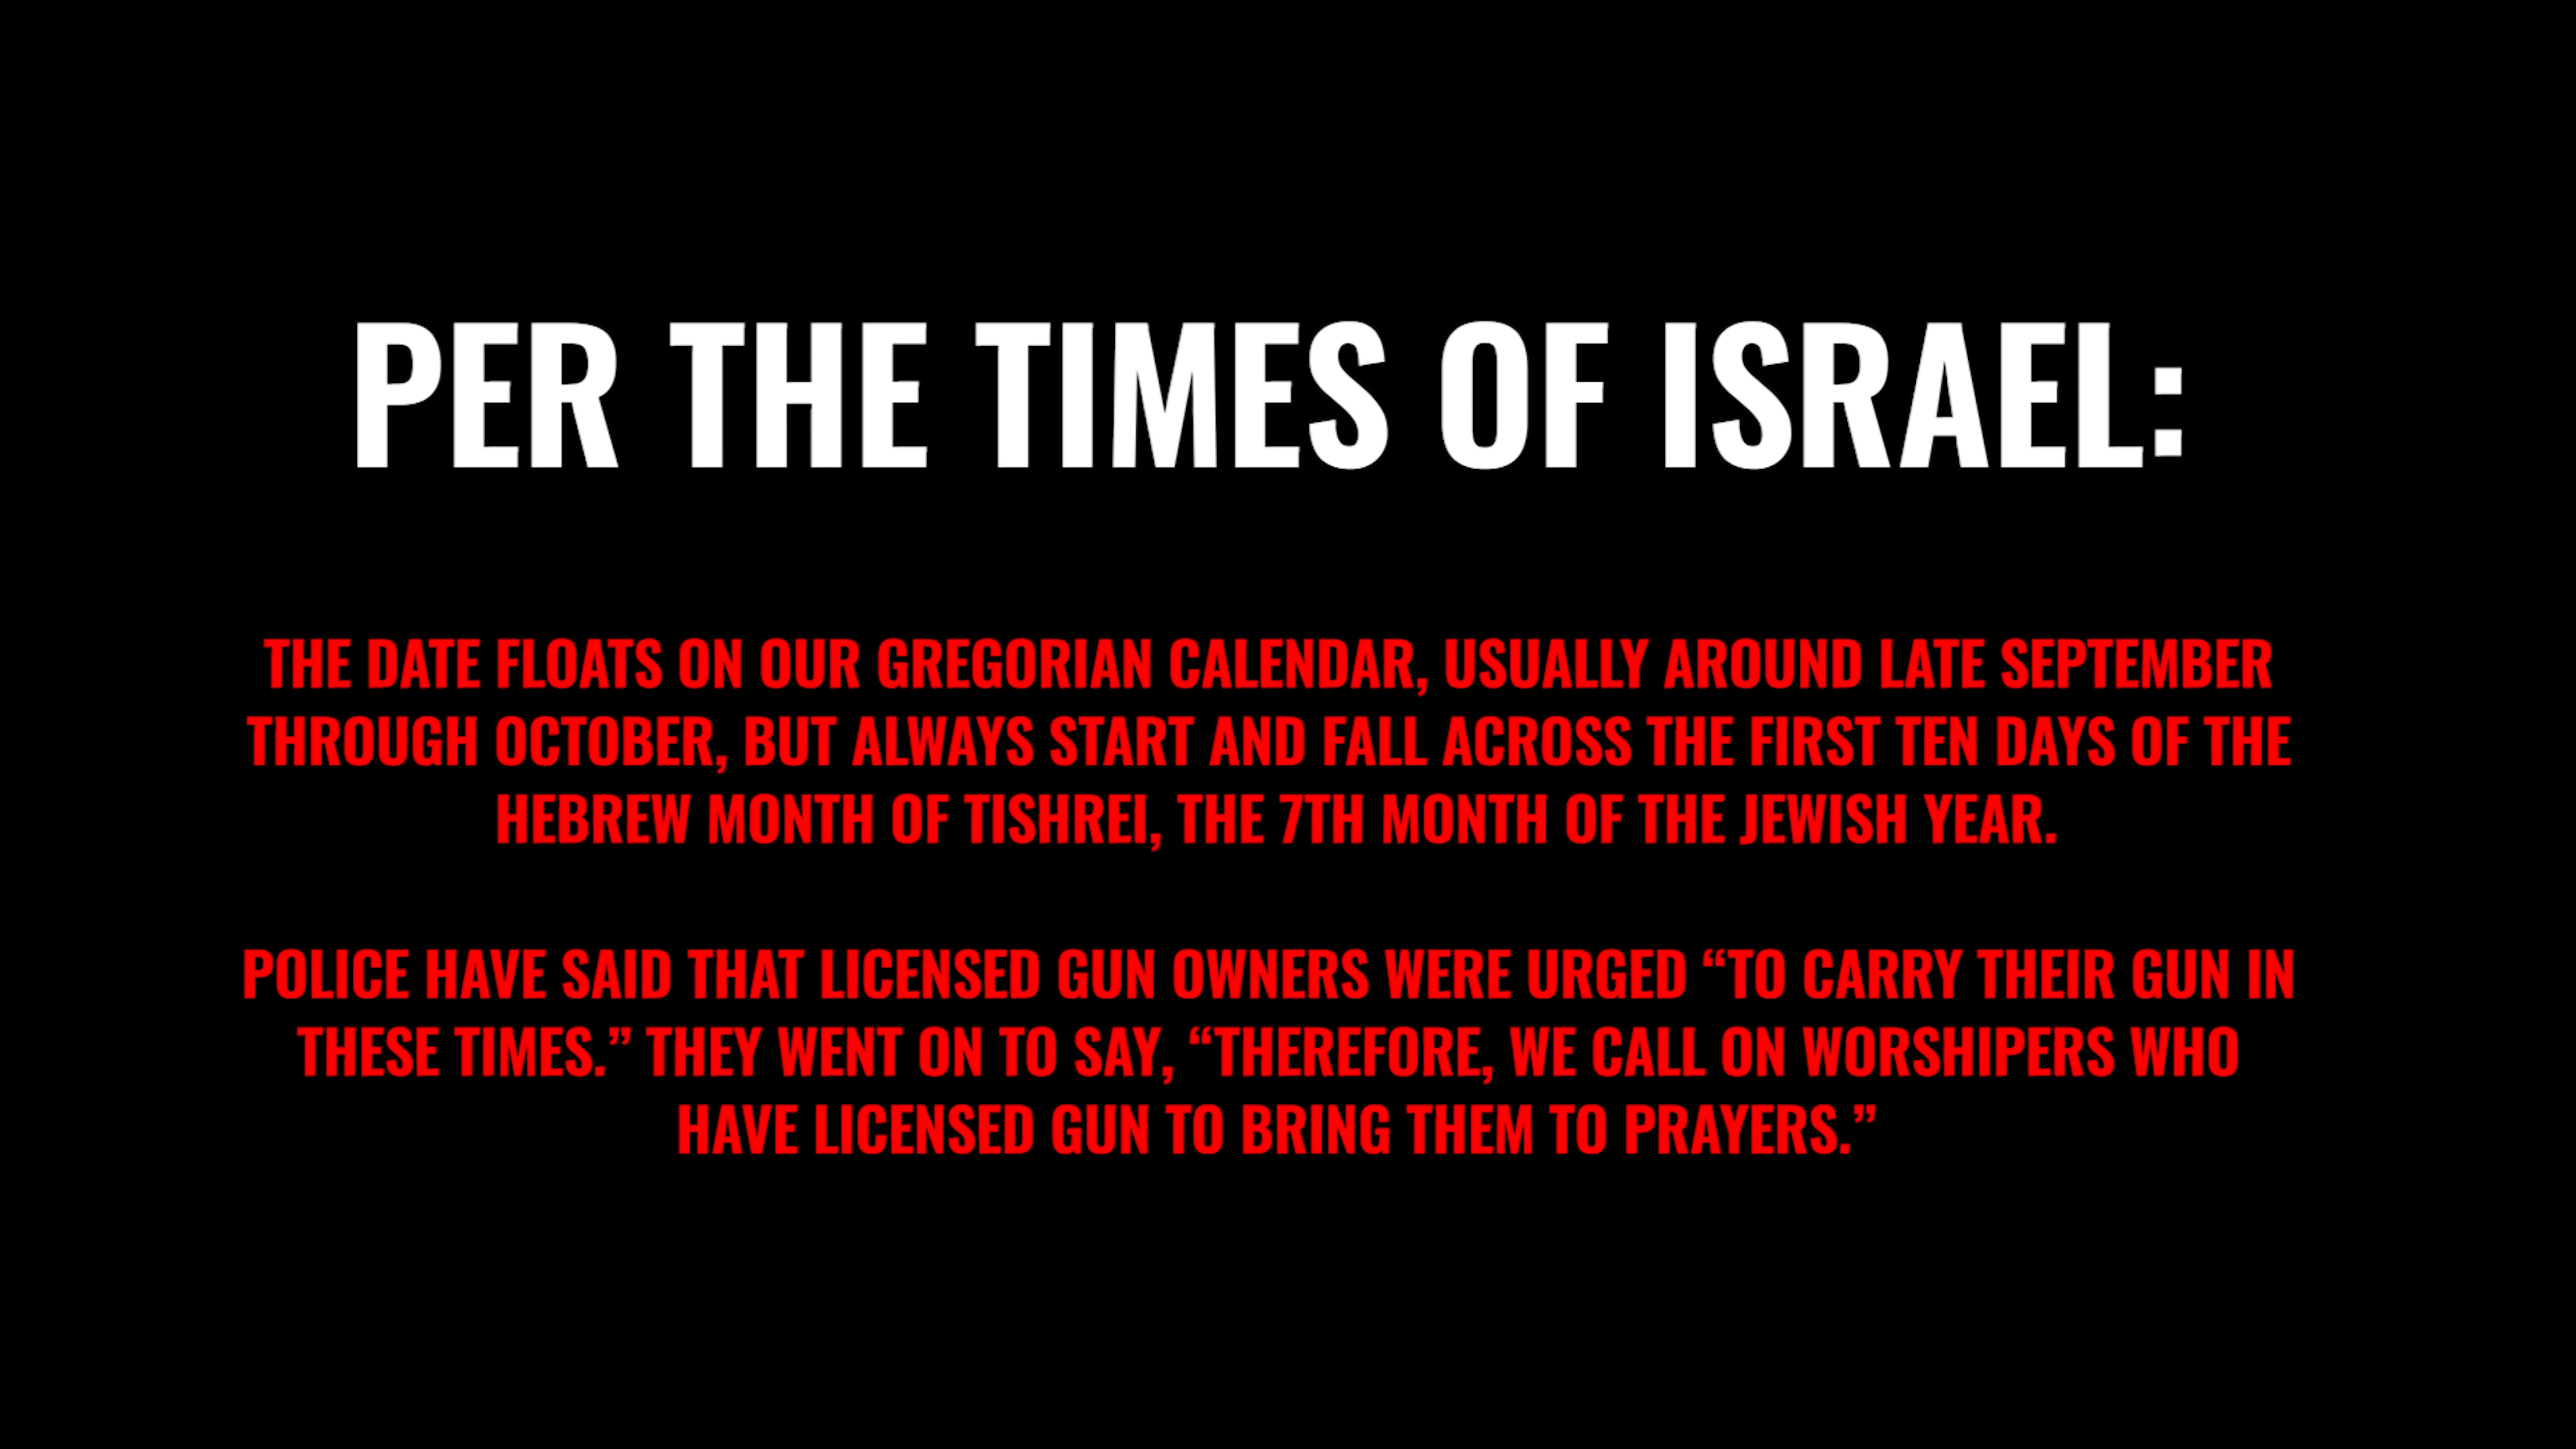 PER THE TIMES OF ISRAEL:
THE DATE FLOATS ON OUR GREGORIAN CALENDAR, USUALLY AROUND LATE SEPTEMBER
THROUGH OCTOBER, BUT ALWAYS START AND FALL ACROSS THE FIRST TEN DAYS OF THE
HEBREW MONTH OF TISHREI, THE 7TH MONTH OF THE JEWISH YEAR.
POLICE HAVE SAID THAT LICENSED GUN OWNERS WERE URGED “TO CARRY THEIR GUN IN
THESE TIMES.” THEY WENT ON TO SAY, “THEREFORE, WE CALL ON WORSHIPERS WHO
HAVE LICENSED GUN TO BRING THEM TO PRAYERS.”